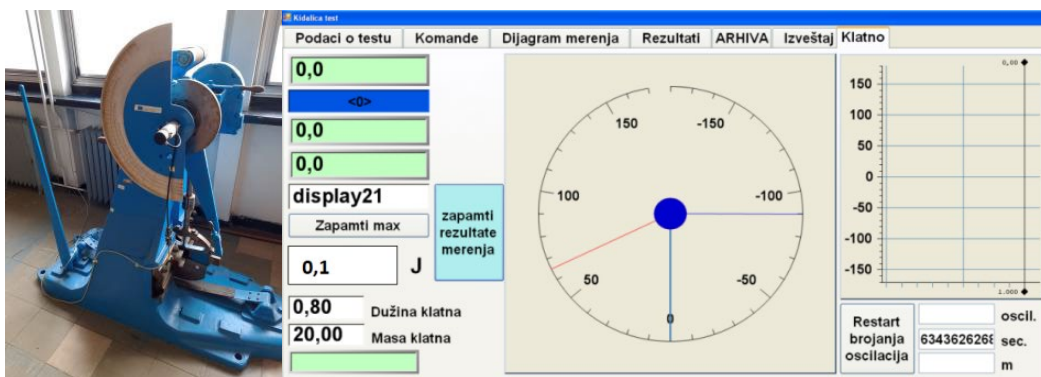 Kidalica test
Podaci o testu
Komande
Dijagram merenja
Rezultati
ARHIVA
Izveštaj
Klatno
0,0
<0>
0,0
0,0
display21
Zapamti max
zapamti
rezultate
merenja
0,1 J
0,80 Dužina klatna
20,00 Masa klatna
150
-150
100
-100
50
-50
0
0,00
150
100
50
0
-50
-100
-150
1.000
Restart
brojanja
oscilacija
oscil.
6343626268 sec.
m